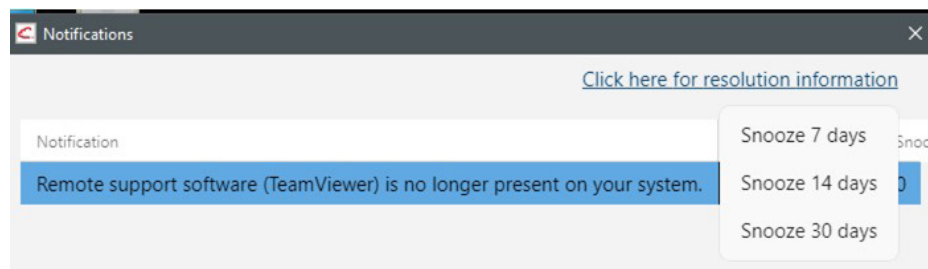 Notifications
Click here for resolution information
Notification
Snooze 7 days
Remote support software (TeamViewer) is no longer present on your system.
Snooze 14 days
Snooze 30 days